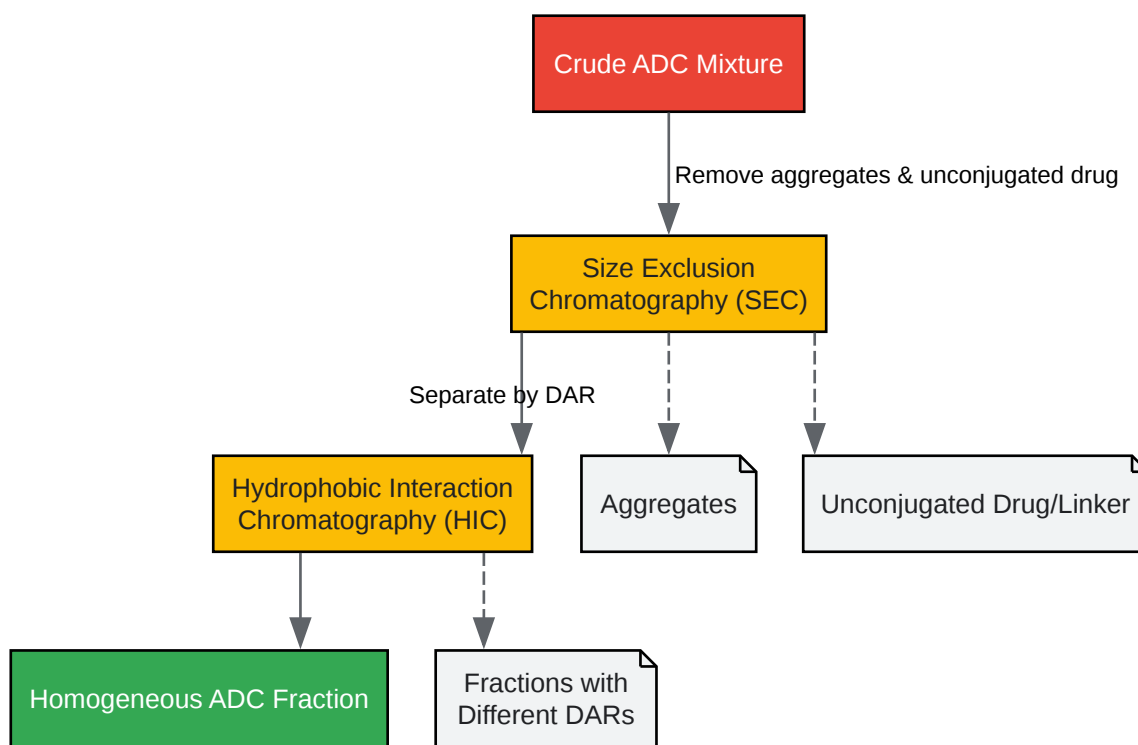 Crude ADC Mixture
Remove aggregates & unconjugated drug
Size Exclusion
Chromatography (SEC)
Separate by DAR
Hydrophobic Interaction
Chromatography (HIC)
Aggregates
Unconjugated Drug/Linker
Homogeneous ADC Fraction
Fractions with
Different DARs